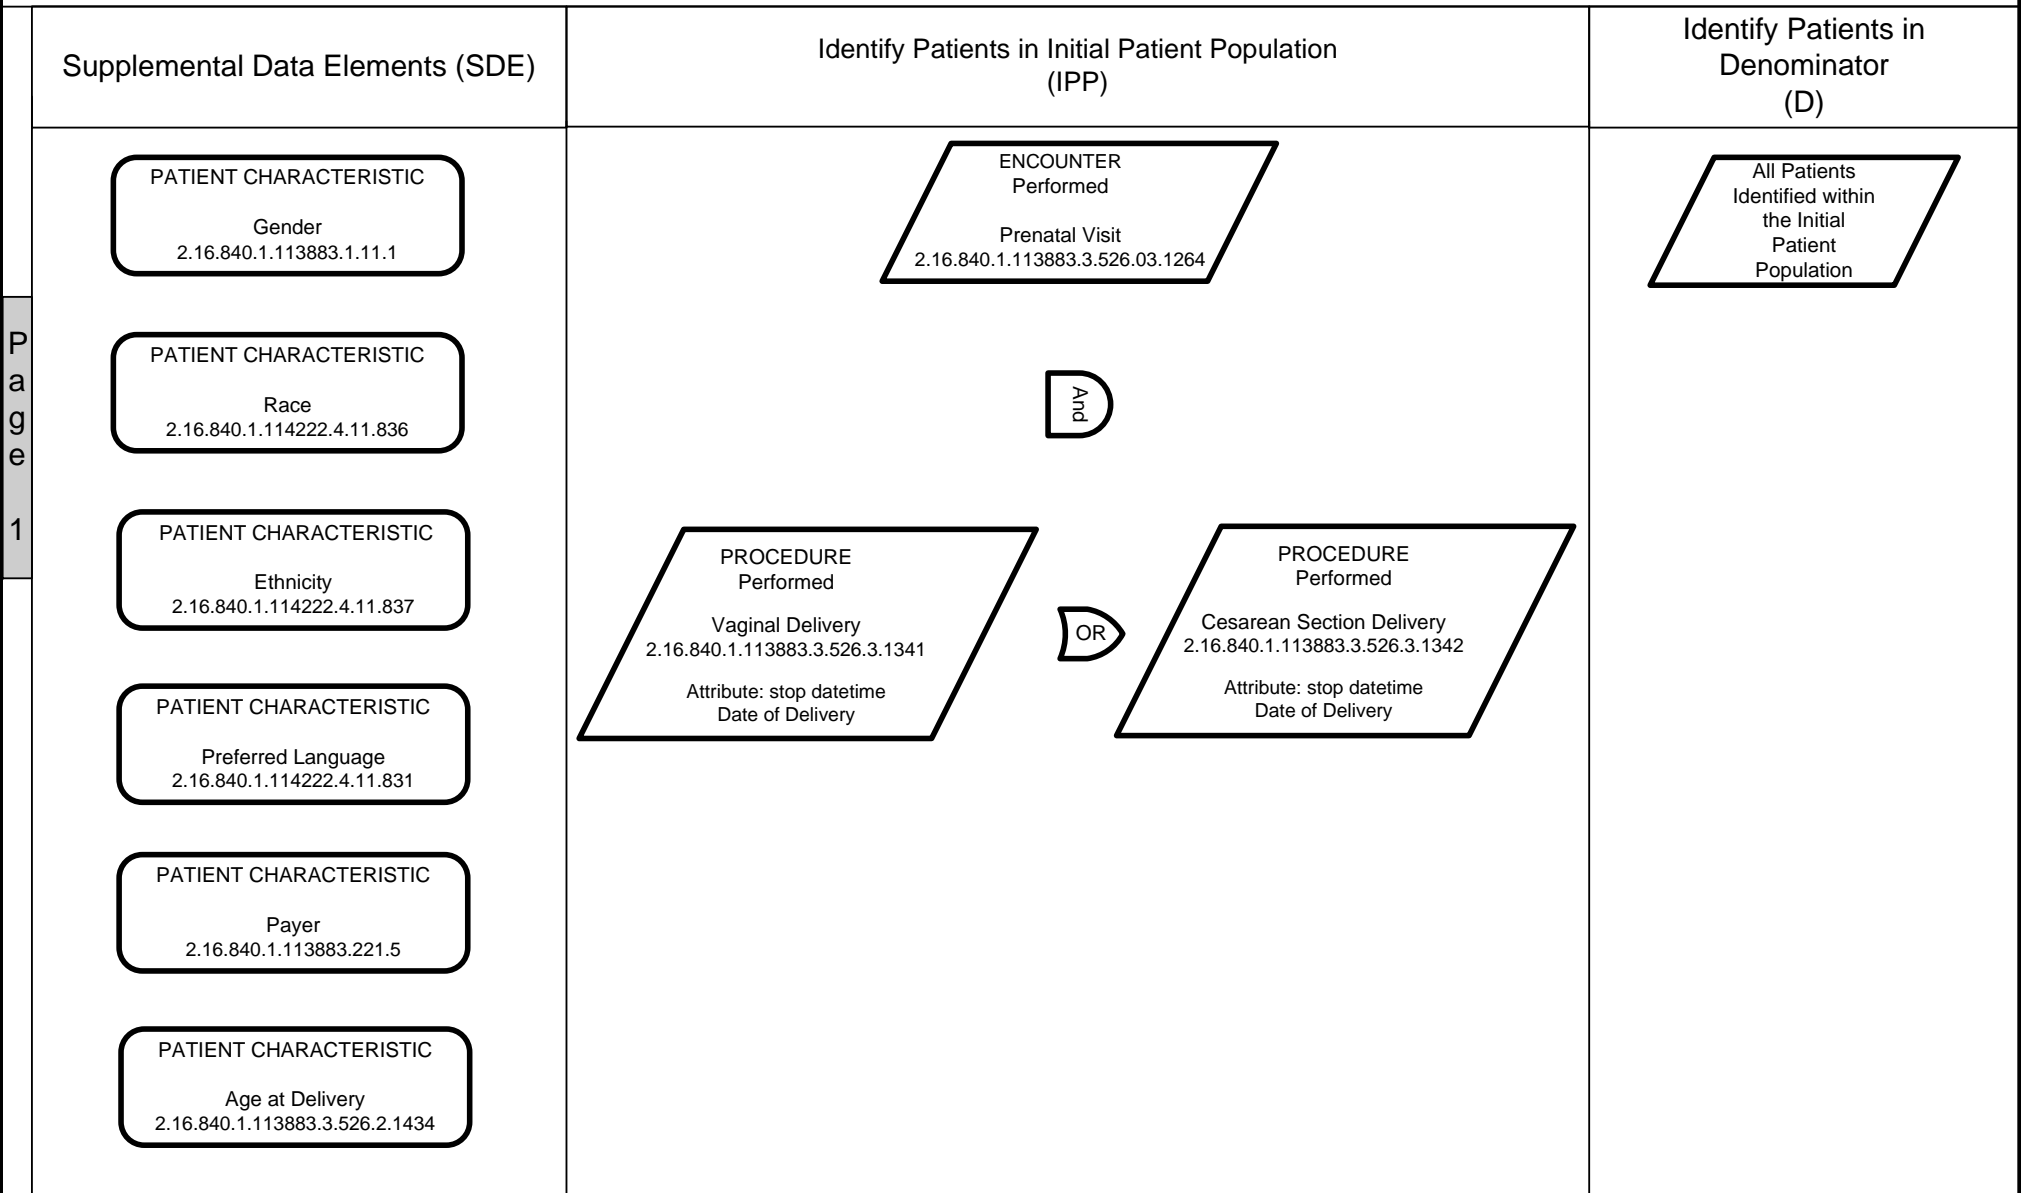 Supplemental Data Elements (SDE)
Identify Patients in Initial Patient Population
(IPP)
Identify Patients in
Denominator
(D)
Page 1
PATIENT CHARACTERISTIC
Gender
2.16.840.1.113883.1.11.1
PATIENT CHARACTERISTIC
Race
2.16.840.1.114222.4.11.836
PATIENT CHARACTERISTIC
Ethnicity
2.16.840.1.114222.4.11.837
PATIENT CHARACTERISTIC
Preferred Language
2.16.840.1.114222.4.11.831
PATIENT CHARACTERISTIC
Payer
2.16.840.1.113883.221.5
PATIENT CHARACTERISTIC
Age at Delivery
2.16.840.1.113883.3.526.2.1434
ENCOUNTER
Performed
Prenatal Visit
2.16.840.1.113883.3.526.03.1264
And
PROCEDURE
Performed
Vaginal Delivery
2.16.840.1.113883.3.526.3.1341
Attribute: stop datetime
Date of Delivery
OR
PROCEDURE
Performed
Cesarean Section Delivery
2.16.840.1.113883.3.526.3.1342
Attribute: stop datetime
Date of Delivery
All Patients
Identified within
the Initial
Patient
Population